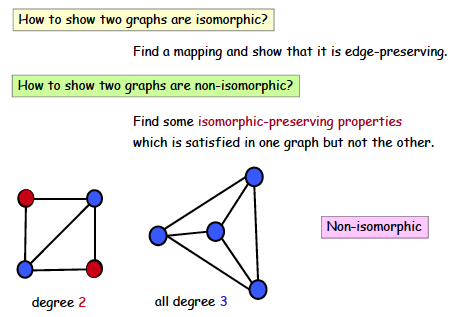 How to show two graphs are isomorphic?
Find a mapping and show that it is edge-preserving.
How to show two graphs are non-isomorphic?
Find some isomorphic-preserving properties
which is satisfied in one graph but not the other.
Non-isomorphic
degree 2
all degree 3